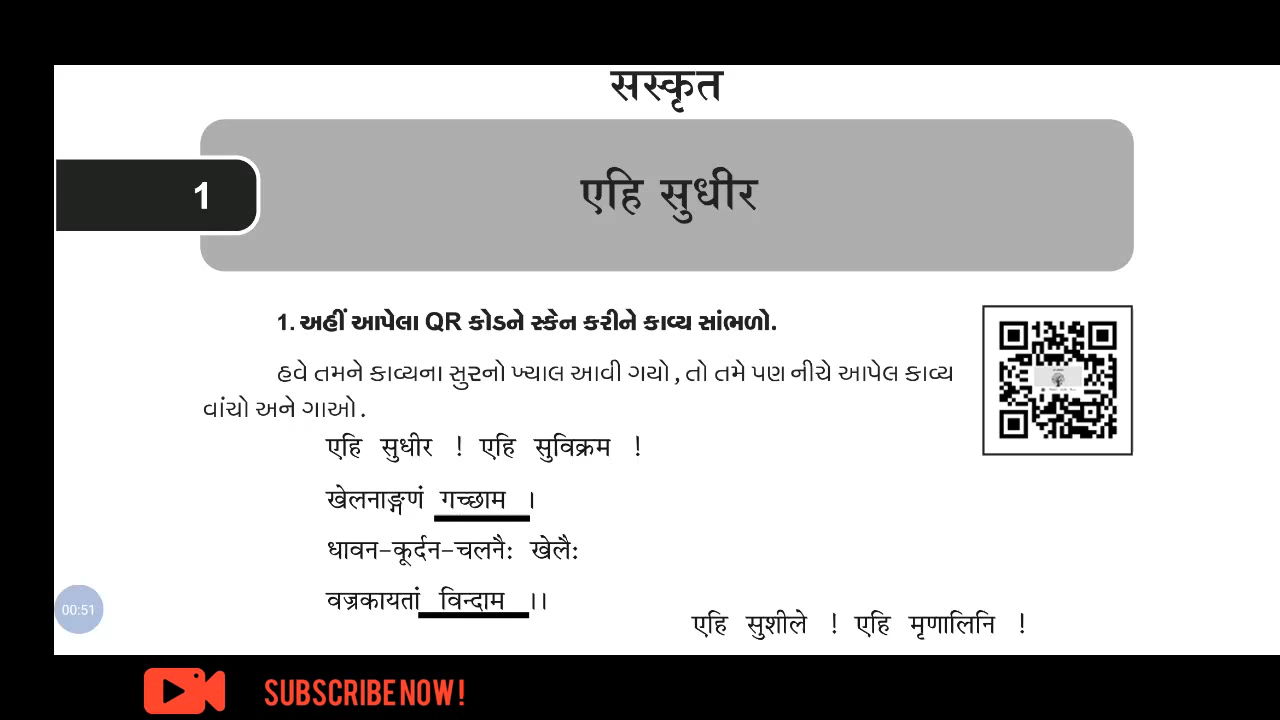 सस्कृत
1
एहि सुधीर
1. અહીં આપેલા QR કોડને સ્કેન કરીને કાવ્ય સાંભળો.
હવે તમને કાવ્યના સુરનો ખ્યાલ આવી ગયો, તો તમે પણ નીચે આપેલ કાવ્ય
વાંચો અને ગાઓ.
एहि सुधीर ! एहि सुविक्रम !
खेलनाङ्गणं गच्छाम ।
धावन-कूर्दन-चलनैः खेलैः
वज्रकायतां विन्दाम ।।
एहि सुशीले ! एहि मृणालिनि !
00:51
SUBSCRIBE NOW!